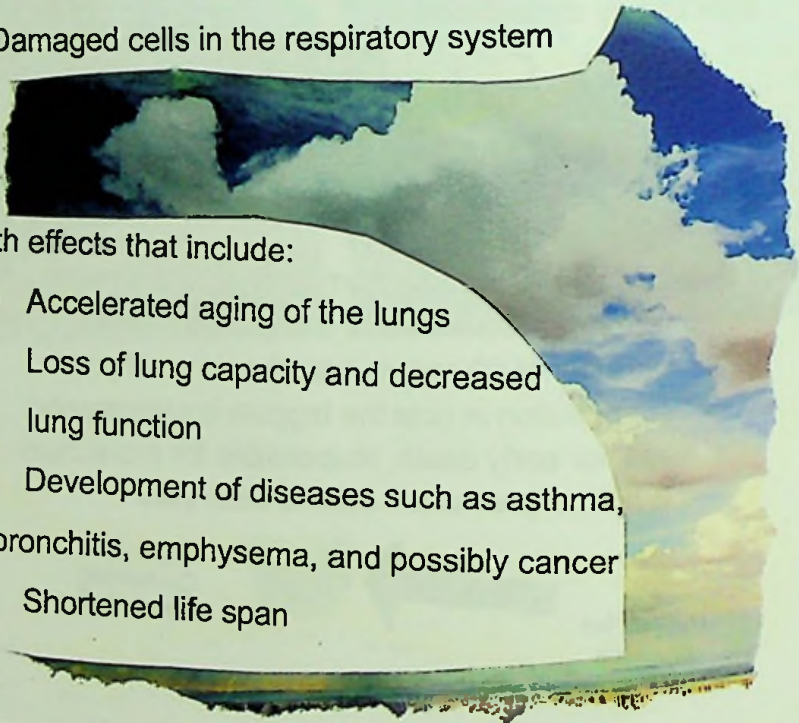 Damaged cells in the respiratory system
th effects that include:
Accelerated aging of the lungs
Loss of lung capacity and decreased
lung function
Development of diseases such as asthma,
bronchitis, emphysema, and possibly cancer
Shortened life span